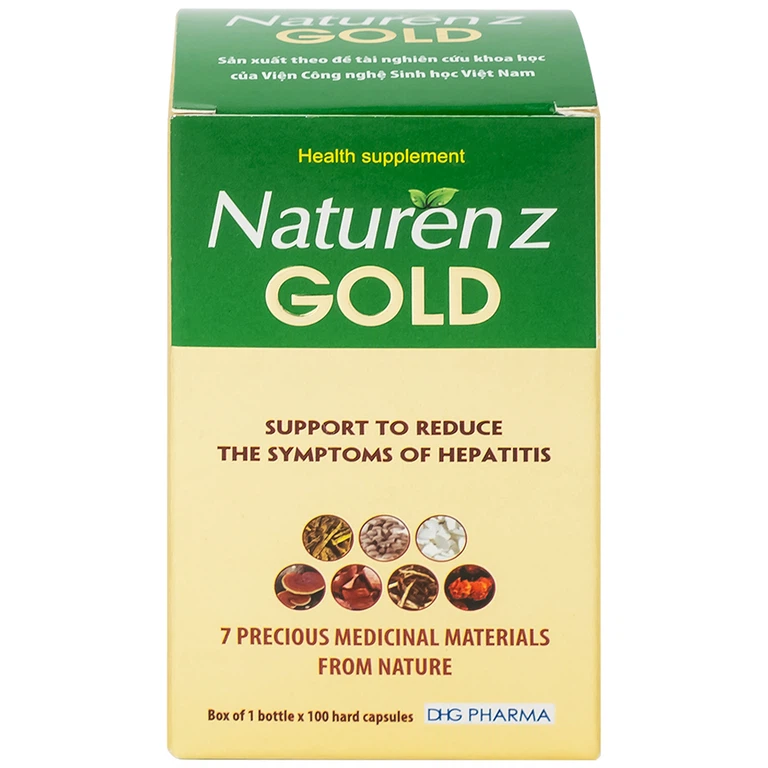 Naturenz
GOLD
Sản xuất theo đề tài nghiên cứu khoa học
của Viện Công nghệ Sinh học Việt Nam
Health supplement
Naturenz
GOLD
SUPPORT TO REDUCE
THE SYMPTOMS OF HEPATITIS
7 PRECIOUS MEDICINAL MATERIALS
FROM NATURE
Box of 1 bottle x 100 hard capsules DHG PHARMA